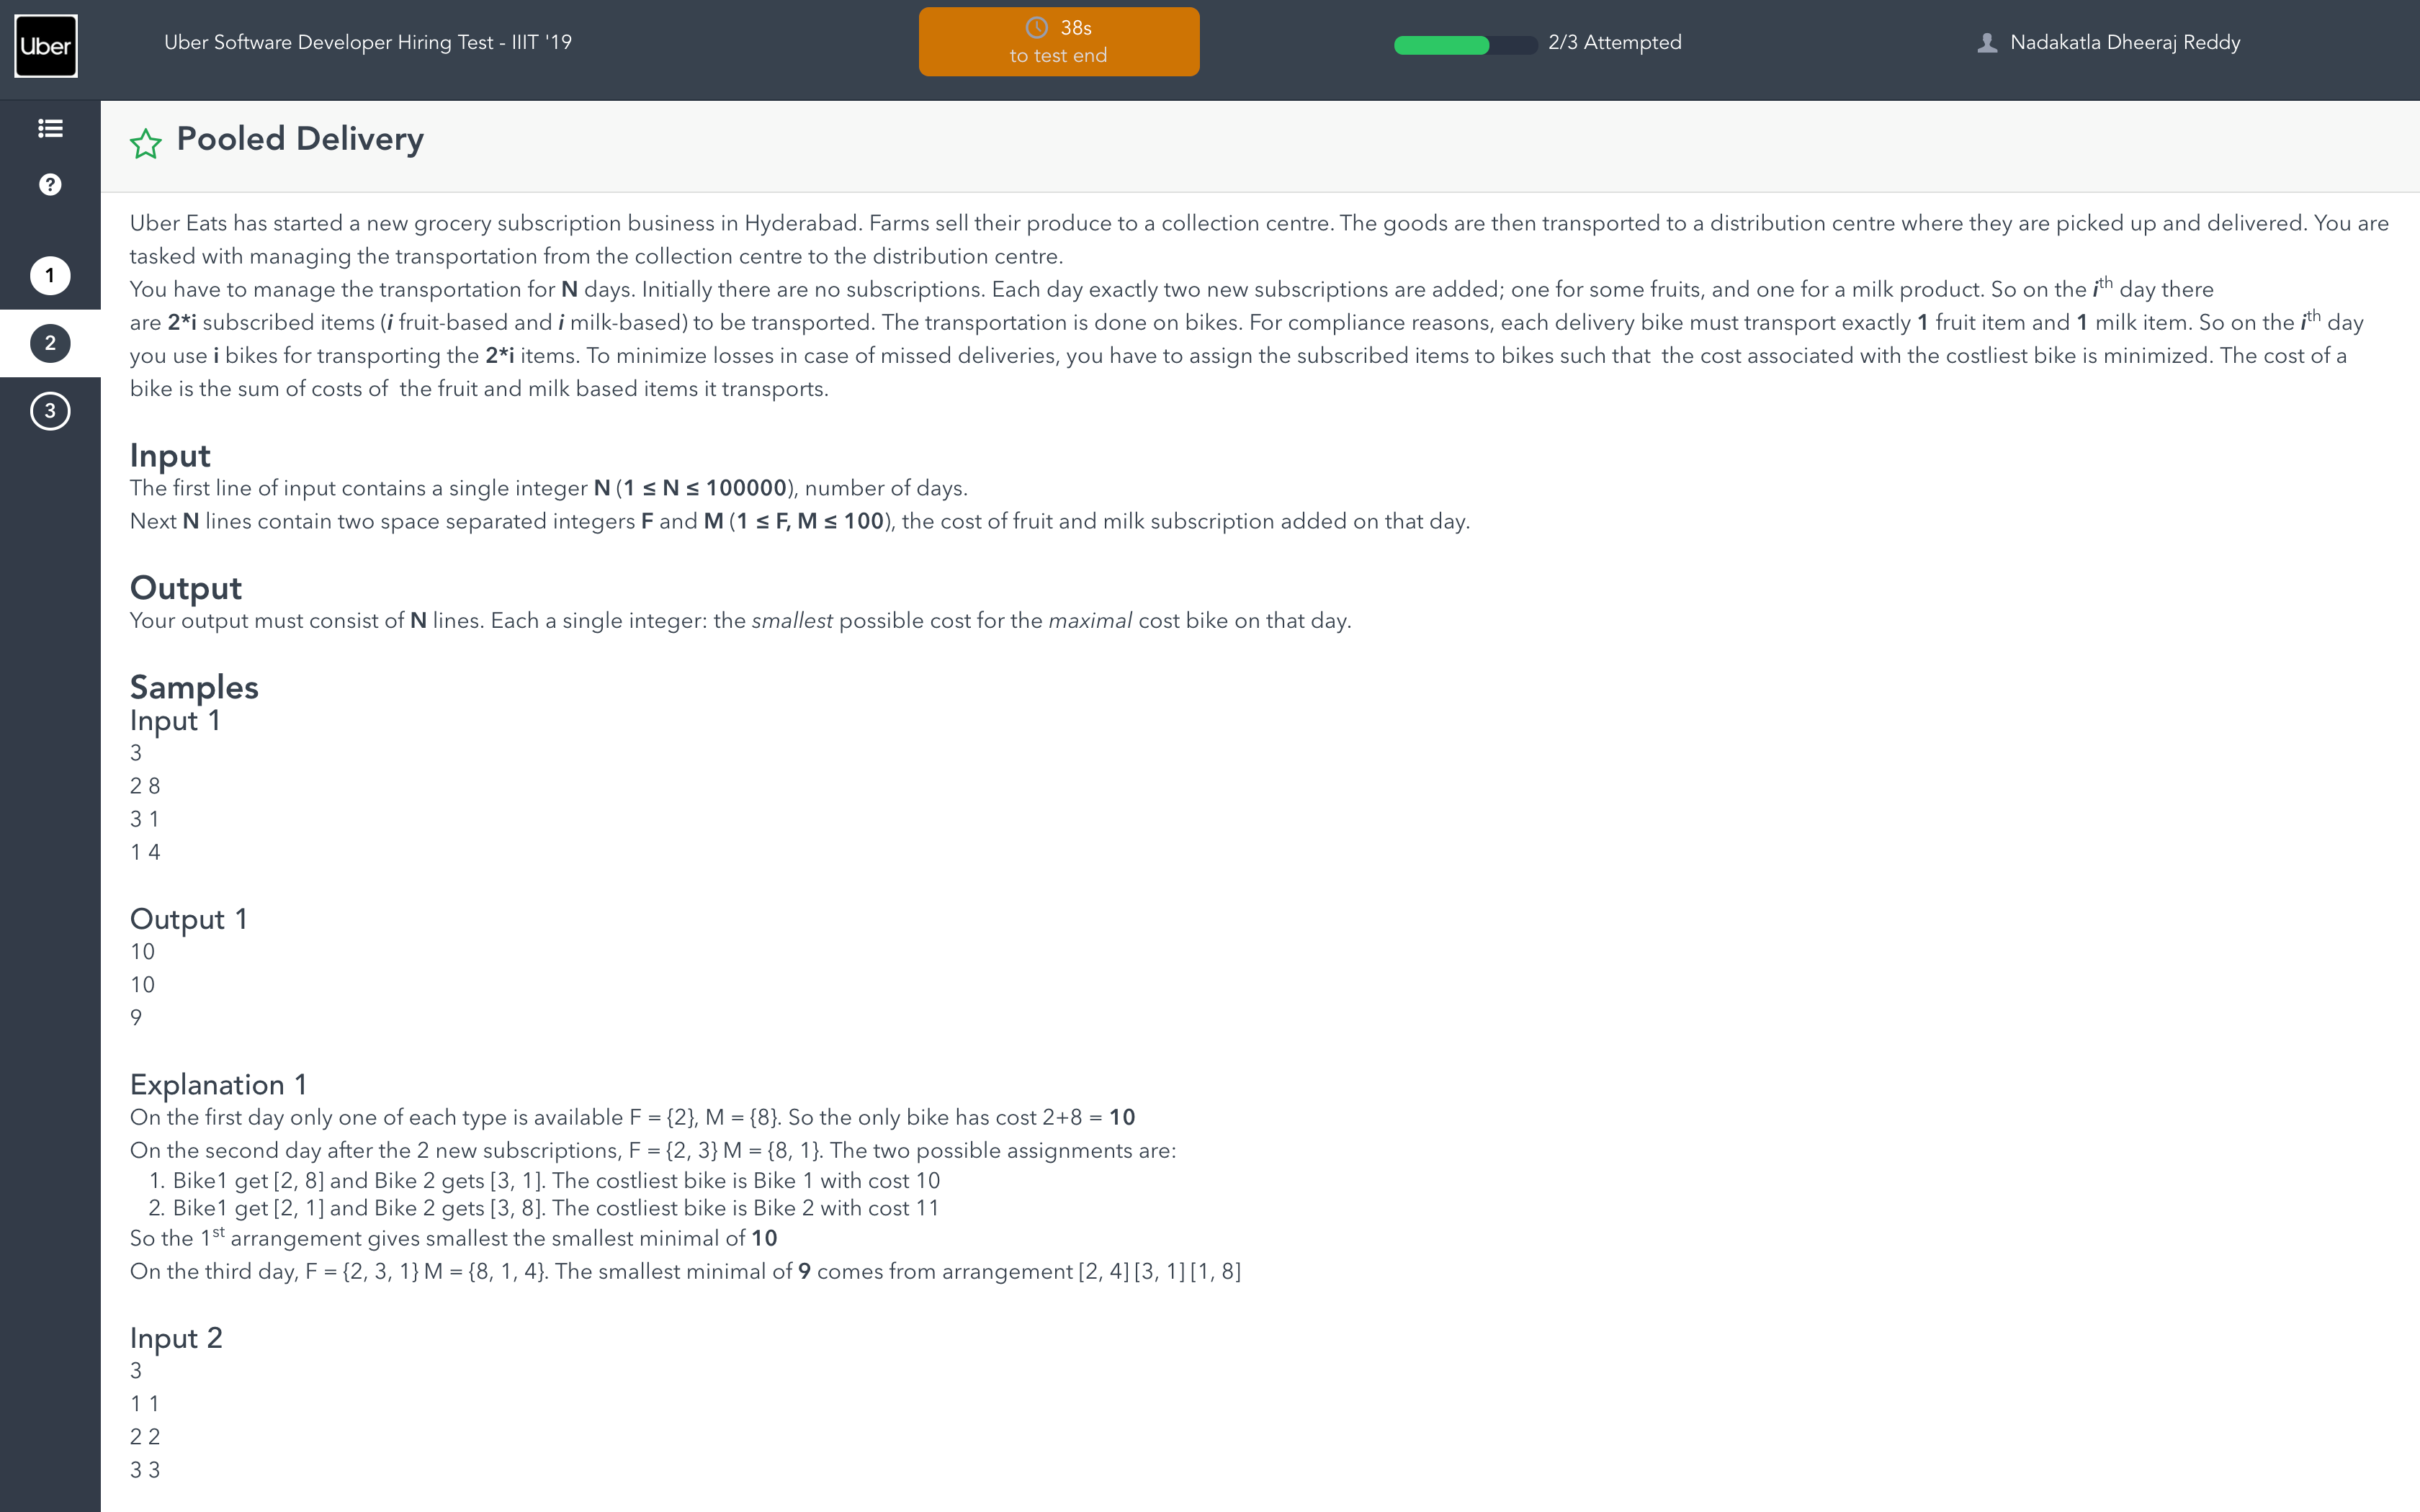 Uber
Uber Software Developer Hiring Test - IIIT '19
38s
to test end
2/3 Attempted
Nadakatla Dheeraj Reddy
?
1
2
3
Pooled Delivery
Uber Eats has started a new grocery subscription business in Hyderabad. Farms sell their produce to a collection centre. The goods are then transported to a distribution centre where they are picked up and delivered. You are
tasked with managing the transportation from the collection centre to the distribution centre.
You have to manage the transportation for N days. Initially there are no subscriptions. Each day exactly two new subscriptions are added; one for some fruits, and one for a milk product. So on the ith day there
are 2*i subscribed items (i fruit-based and i milk-based) to be transported. The transportation is done on bikes. For compliance reasons, each delivery bike must transport exactly 1 fruit item and 1 milk item. So on the ith day
you use i bikes for transporting the 2*i items. To minimize losses in case of missed deliveries, you have to assign the subscribed items to bikes such that the cost associated with the costliest bike is minimized. The cost of a
bike is the sum of costs of the fruit and milk based items it transports.
Input
The first line of input contains a single integer N (1 ≤ N ≤ 100000), number of days.
Next N lines contain two space separated integers F and M (1 ≤ F, M ≤ 100), the cost of fruit and milk subscription added on that day.
Output
Your output must consist of N lines. Each a single integer: the smallest possible cost for the maximal cost bike on that day.
Samples
Input 1
3
2 8
3 1
1 4
Output 1
10
10
9
Explanation 1
On the first day only one of each type is available F = {2}, M = {8}. So the only bike has cost 2+8 = 10
On the second day after the 2 new subscriptions, F = {2, 3} M = {8, 1}. The two possible assignments are:
1. Bike1 get [2, 8] and Bike 2 gets [3, 1]. The costliest bike is Bike 1 with cost 10
2. Bike1 get [2, 1] and Bike 2 gets [3, 8]. The costliest bike is Bike 2 with cost 11
So the 1st arrangement gives smallest the smallest minimal of 10
On the third day, F = {2, 3, 1} M = {8, 1, 4}. The smallest minimal of 9 comes from arrangement [2, 4] [3, 1] [1, 8]
Input 2
3
1 1
2 2
3 3